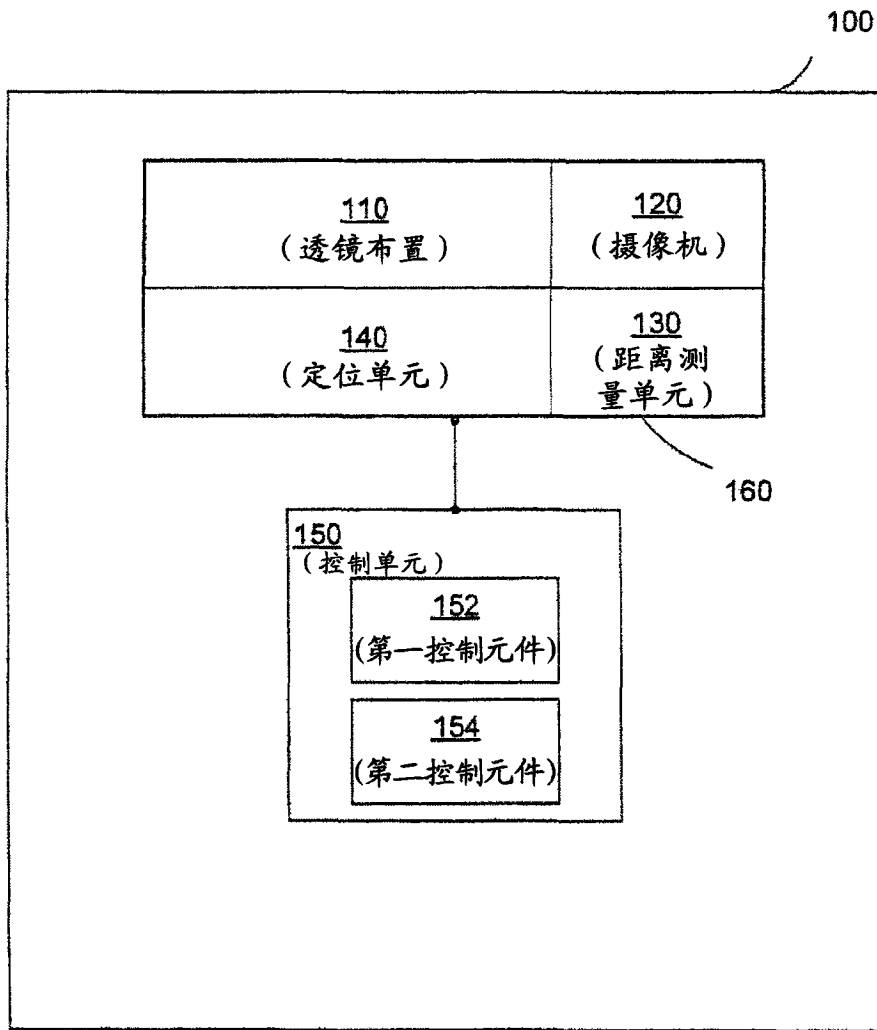 100
110
（透镜布置）
120
（摄像机）
140
（定位单元）
130
（距离测
量单元）
160
150
（控制单元）
152
(第一控制元件)
154
(第二控制元件)